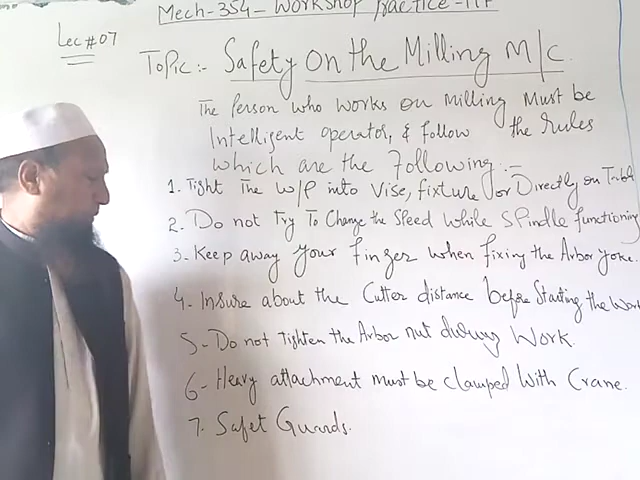 Mech-354- Workshop Practice-III
Lec#07
Topic:- Safety On the Milling M/C.
The Person who works on milling Must be
Intelligent operator, & follow the Rules
which are the Following:-
1. Tight The W/P into Vise, fixture or Directly on Table
2. Do not Try To Change the Speed while Spindle functioning
3- Keep away your finger when fixing the Arbor yoke.
4- Insure about the Cutter distance before Starting the Work
5- Do not Tighten the Arbor nut during Work.
6- Heavy attachment must be clamped With Crane.
7. Safet Guards.